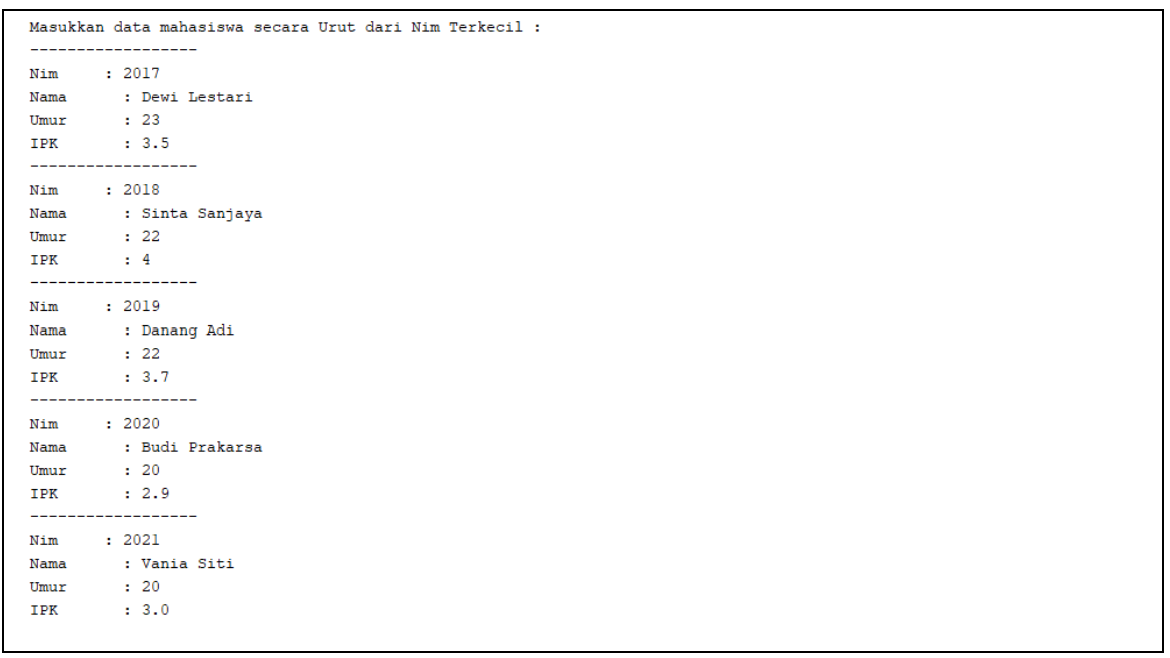 Masukkan data mahasiswa secara Urut dari Nim Terkecil :
------------------
Nim     : 2017
Nama      : Dewi Lestari
Umur      : 23
IPK       : 3.5
------------------
Nim     : 2018
Nama      : Sinta Sanjaya
Umur      : 22
IPK       : 4
------------------
Nim     : 2019
Nama      : Danang Adi
Umur      : 22
IPK       : 3.7
------------------
Nim     : 2020
Nama      : Budi Prakarsa
Umur      : 20
IPK       : 2.9
------------------
Nim     : 2021
Nama      : Vania Siti
Umur      : 20
IPK       : 3.0